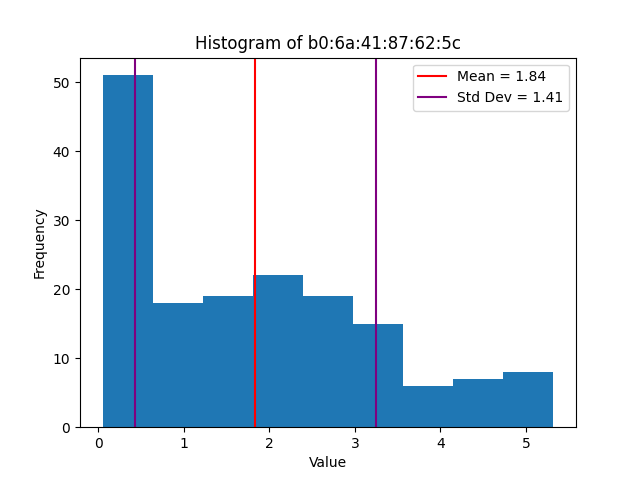 Histogram of b0:6a:41:87:62:5c
Mean = 1.84
Std Dev = 1.41
Frequency
50
40
30
20
10
0
0 1 2 3 4 5
Value